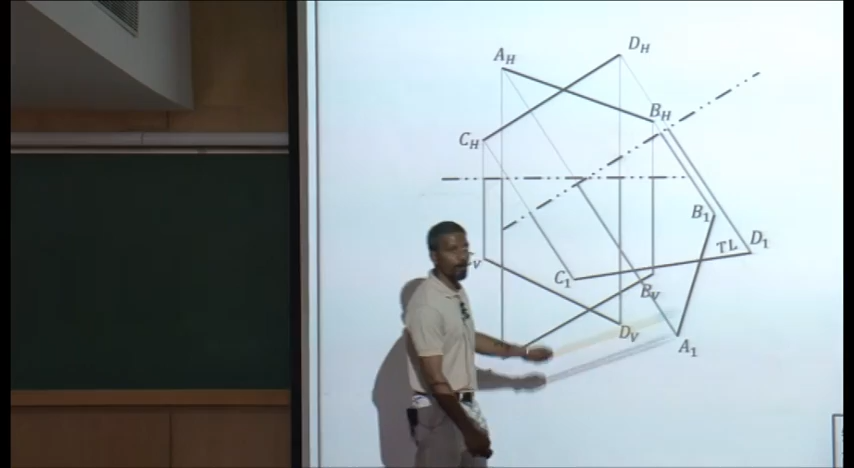 A_H
D_H
B_H
C_H
B_1
D_1
TL
C_1
B_V
D_V
A_1